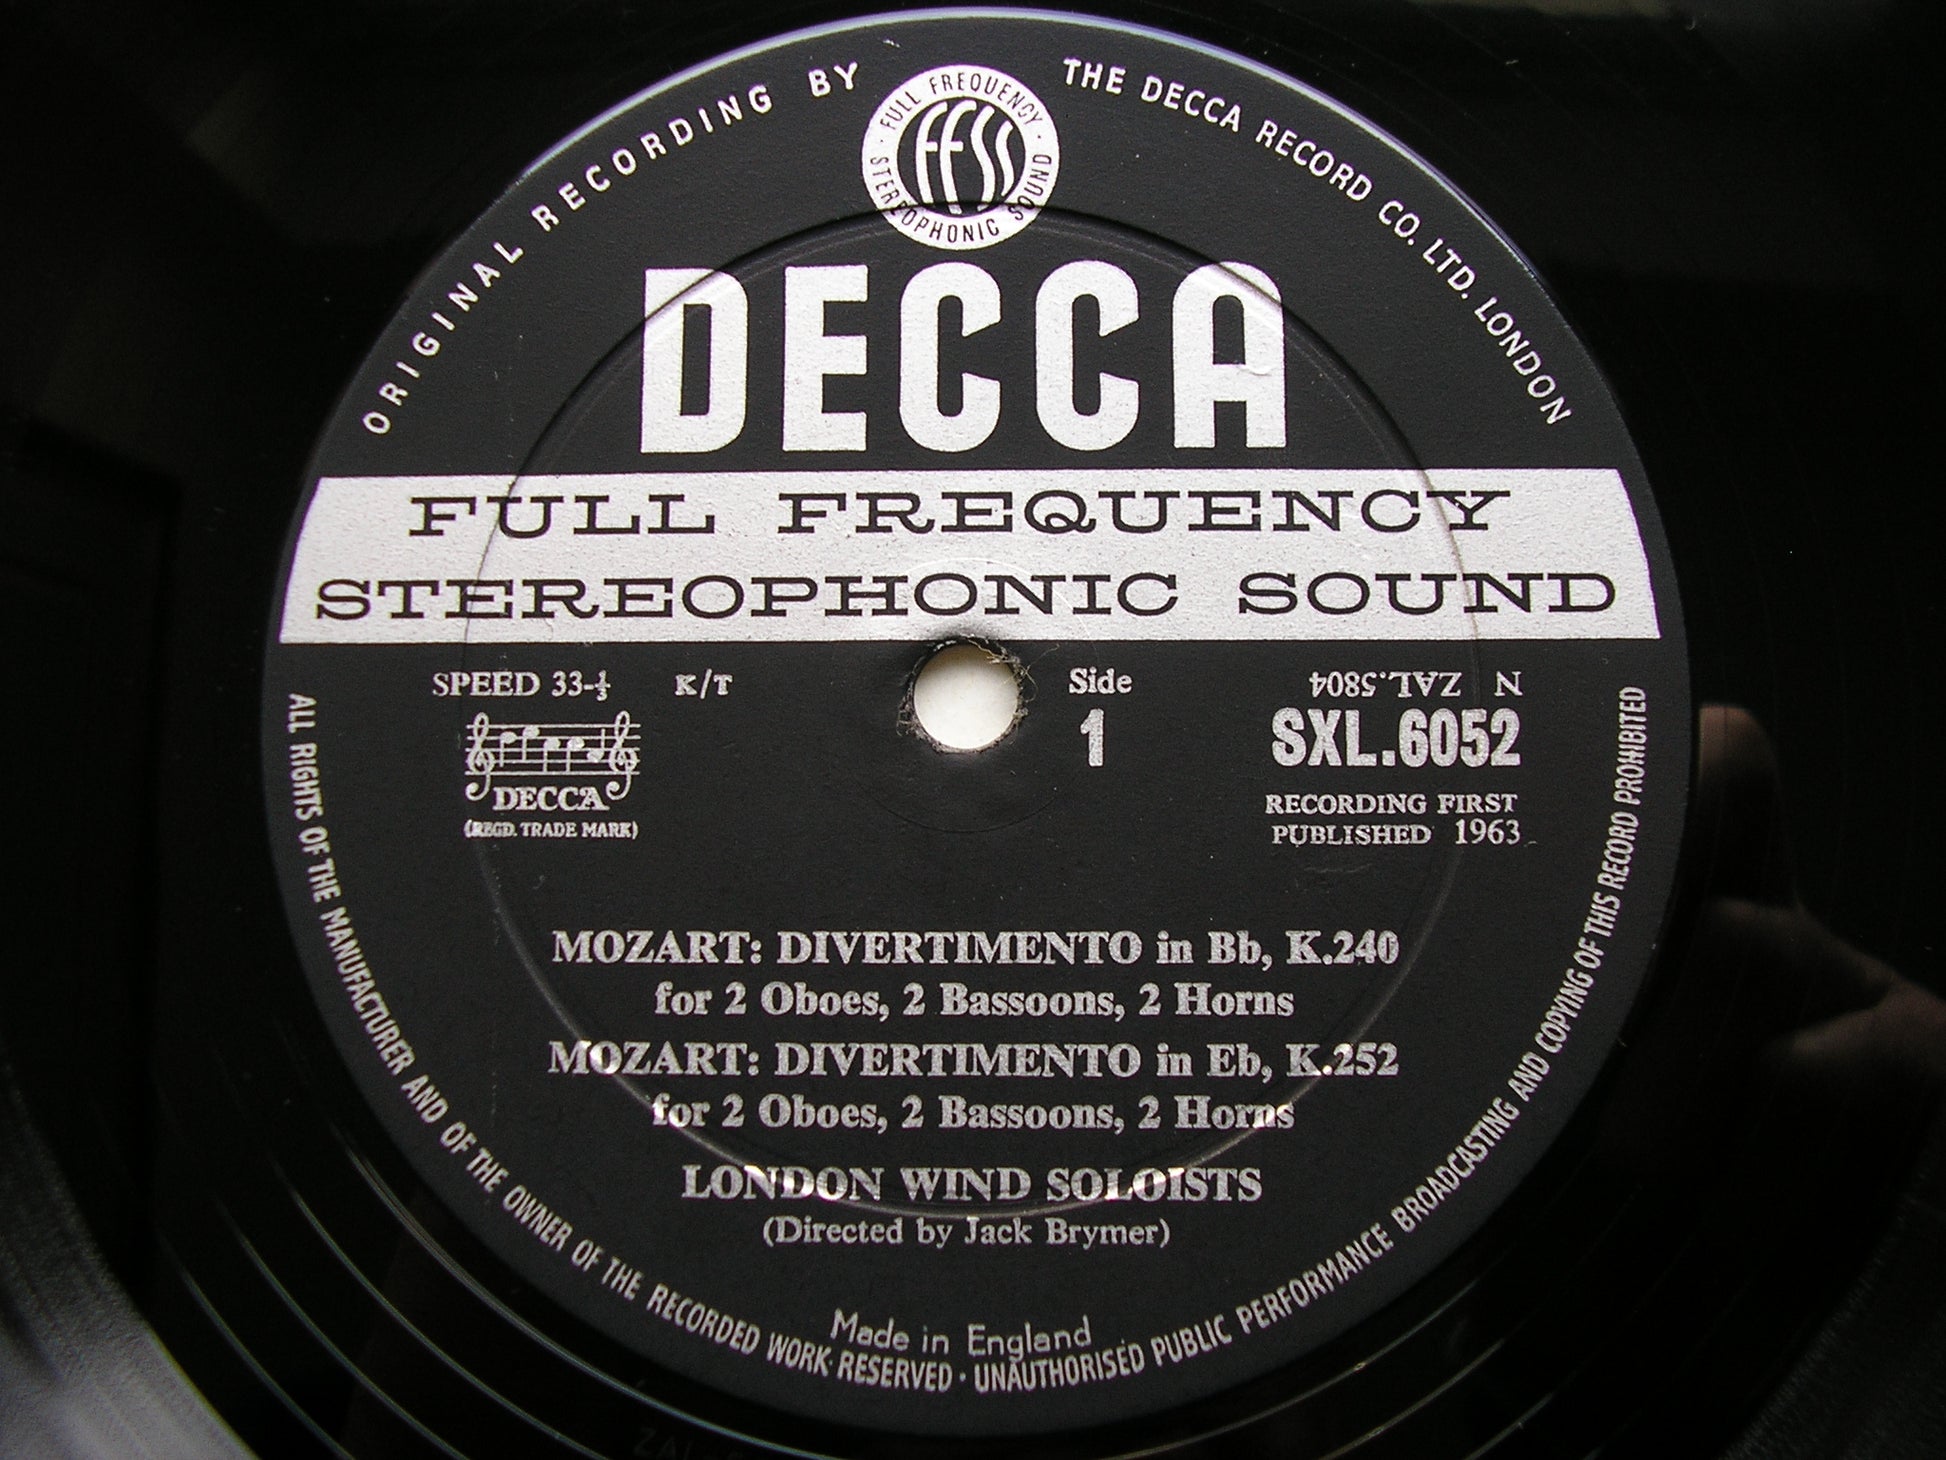 ORIGINAL RECORDING BY
THE DECCA RECORD CO. LTD. LONDON
FULL FREQUENCY
FFSS
STEREOPHONIC SOUND
DECCA
FULL FREQUENCY
STEREOPHONIC SOUND
SPEED 33-⅓ K/T
DECCA
(REGD. TRADE MARK)
Side
1
N ZAL.5804
SXL.6052
RECORDING FIRST
PUBLISHED 1963
MOZART: DIVERTIMENTO in Bb, K.240
for 2 Oboes, 2 Bassoons, 2 Horns
MOZART: DIVERTIMENTO in Eb, K.252
for 2 Oboes, 2 Bassoons, 2 Horns
LONDON WIND SOLOISTS
(Directed by Jack Brymer)
Made in England
ALL RIGHTS OF THE MANUFACTURER AND OF THE OWNER OF THE RECORDED WORK RESERVED · UNAUTHORISED PUBLIC PERFORMANCE BROADCASTING AND COPYING OF THIS RECORD PROHIBITED